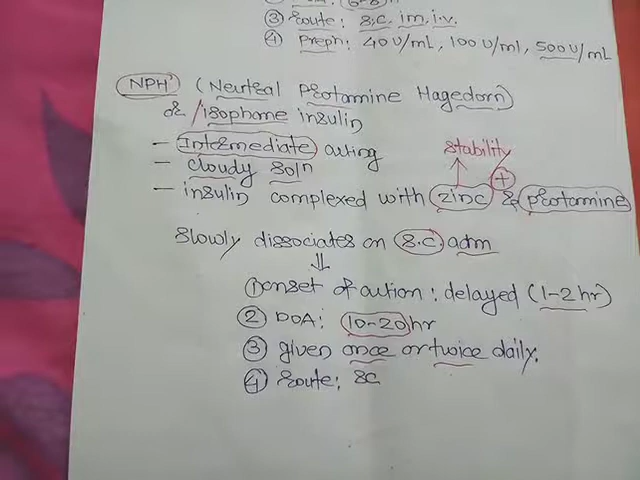 ③ Route: S.C. im. i.v.
④ Prepn: 40 U/mL, 100 U/mL, 500 U/mL
NPH (Neutral Protamine Hagedorn)
or / isophane insulin
- Intermediate acting
stability
- cloudy soln
- insulin complexed with zinc + & protamine
slowly dissociates on S.C adm
⇓
① onset of action: delayed (1-2 hr)
② DOA: 10-20 hr
③ given once or twice daily.
④ Route: SC